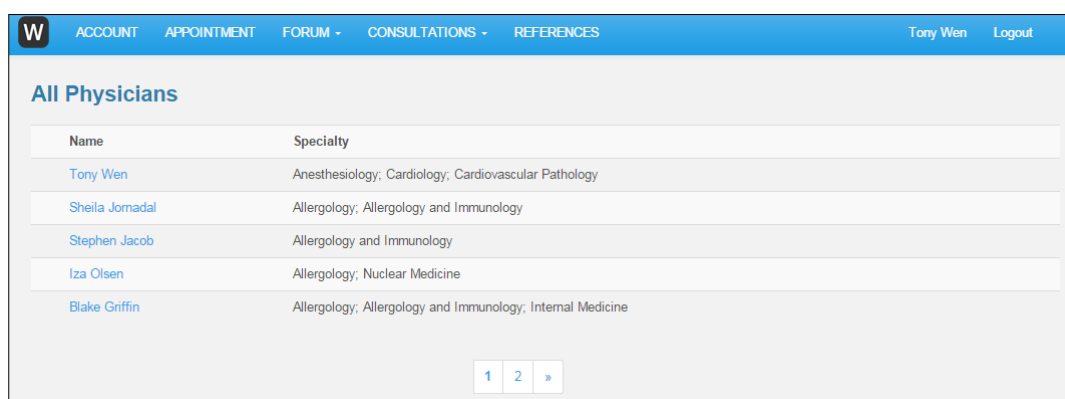 W ACCOUNT APPOINTMENT FORUM CONSULTATIONS REFERENCES Tony Wen Logout
All Physicians
Name Specialty
Tony Wen Anesthesiology; Cardiology; Cardiovascular Pathology
Sheila Jornadal Allergology; Allergology and Immunology
Stephen Jacob Allergology and Immunology
Iza Olsen Allergology; Nuclear Medicine
Blake Griffin Allergology; Allergology and Immunology; Internal Medicine
1 2 »